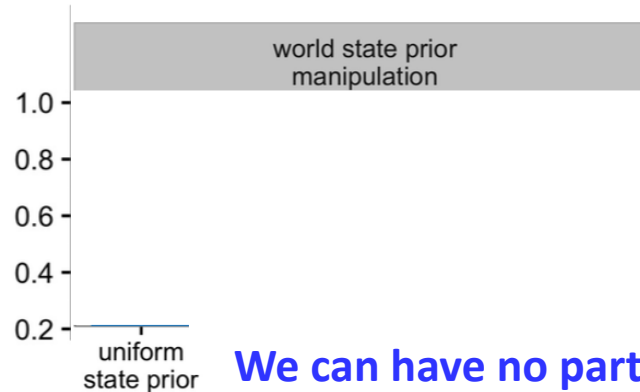 world state prior
manipulation
1.0
0.8
0.6
0.4
0.2
uniform
state prior
We can have no part